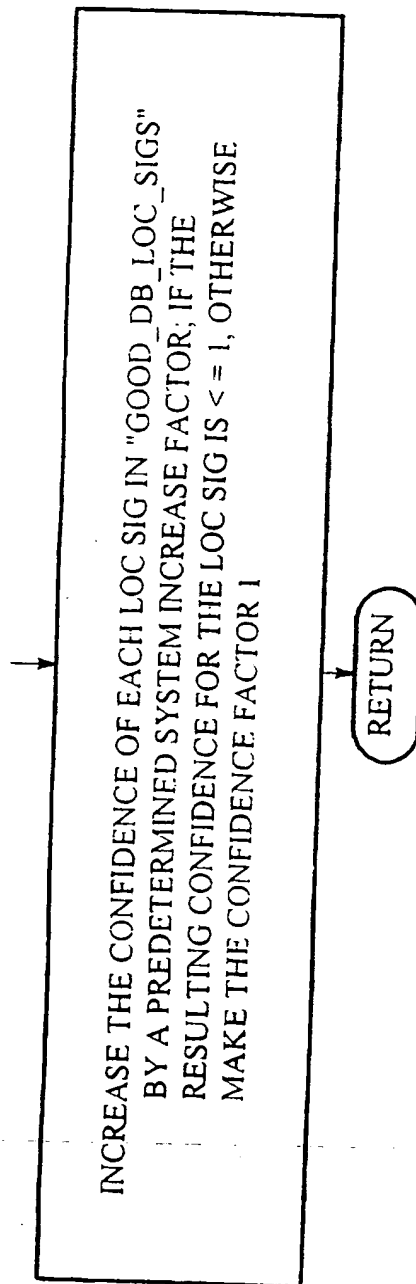 INCREASE THE CONFIDENCE OF EACH LOC SIG IN "GOOD_DB_LOC_SIGS"
BY A PREDETERMINED SYSTEM INCREASE FACTOR; IF THE
RESULTING CONFIDENCE FOR THE LOC SIG IS < = 1, OTHERWISE
MAKE THE CONFIDENCE FACTOR 1
RETURN